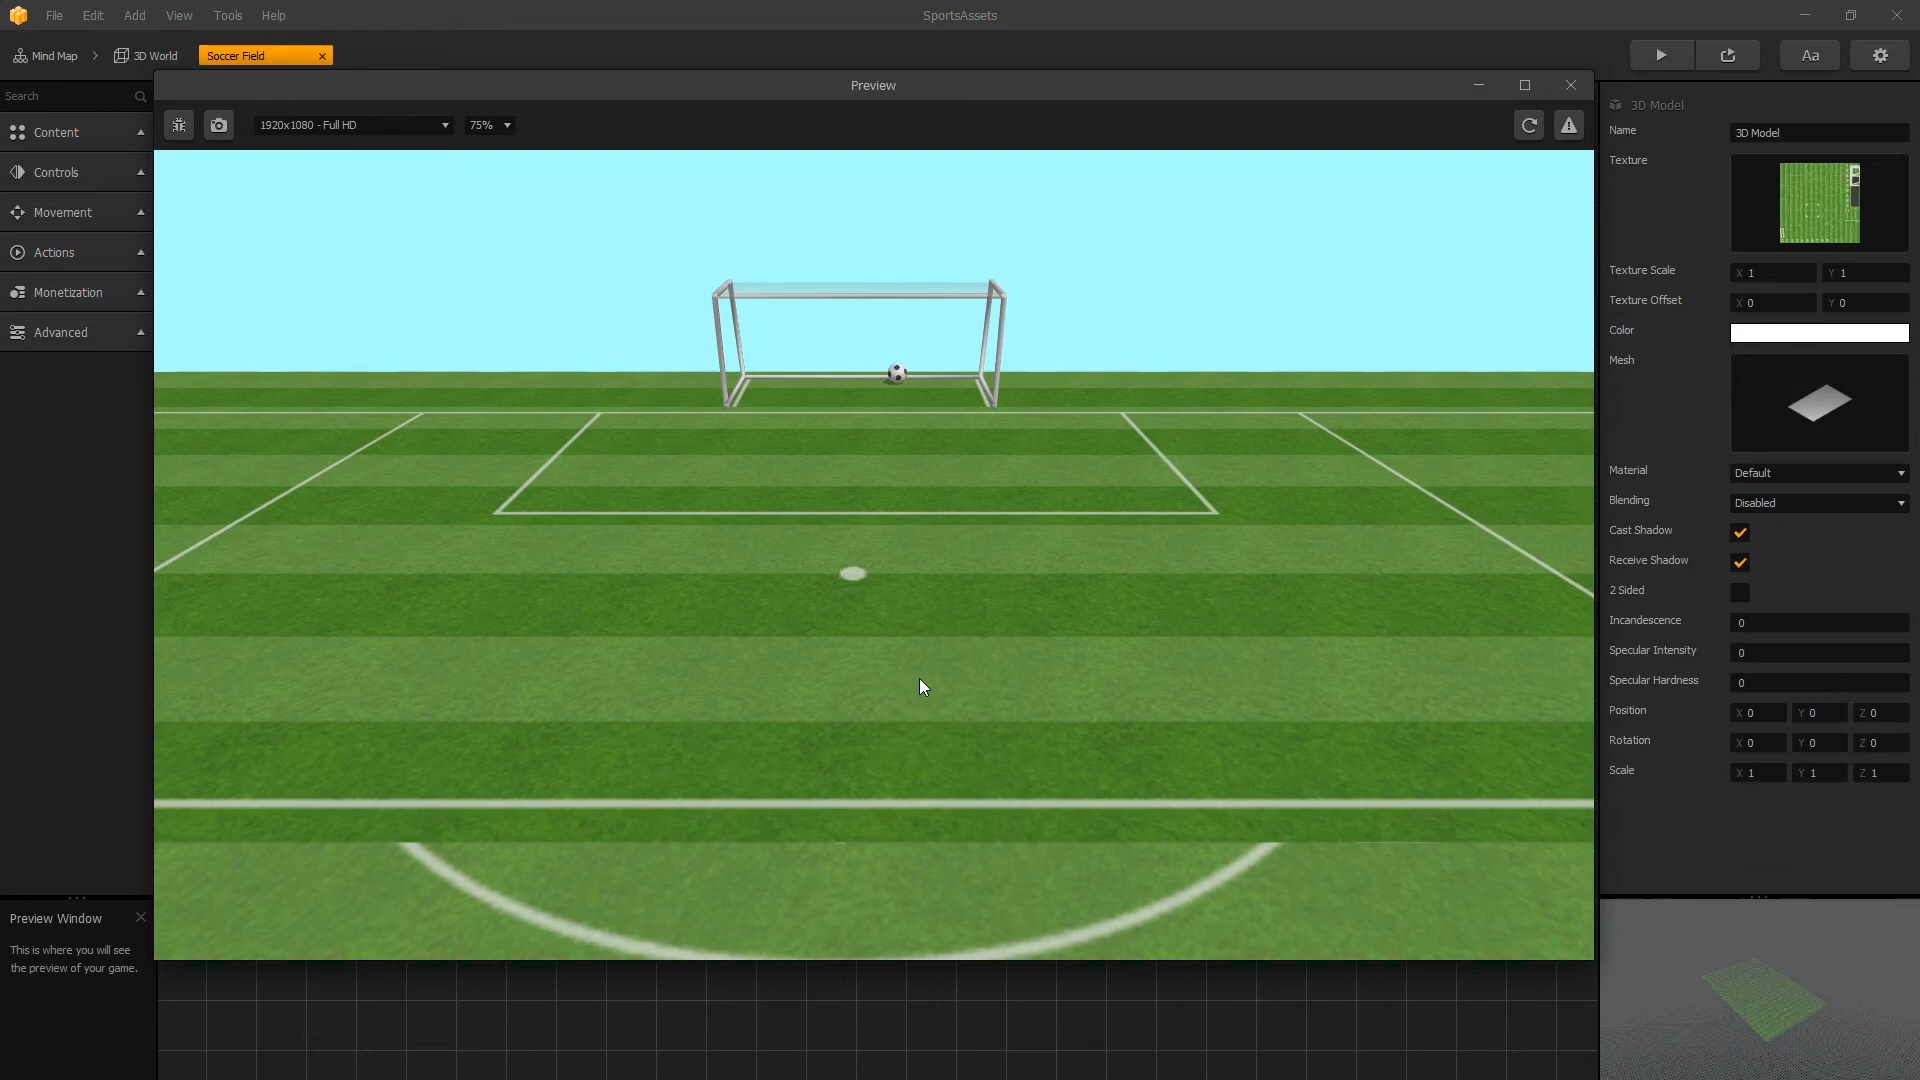 File Edit Add View Tools Help
SportsAssets
Mind Map 3D World Soccer Field
Aa
Search
Content
Controls
Movement
Actions
Monetization
Advanced
Preview Window
This is where you will see
the preview of your game.
Preview
1920x1080 - Full HD 75%
3D Model
Name 3D Model
Texture
Texture Scale X 1 Y 1
Texture Offset X 0 Y 0
Color
Mesh
Material Default
Blending Disabled
Cast Shadow
Receive Shadow
2 Sided
Incandescence 0
Specular Intensity 0
Specular Hardness 0
Position X 0 Y 0 Z 0
Rotation X 0 Y 0 Z 0
Scale X 1 Y 1 Z 1